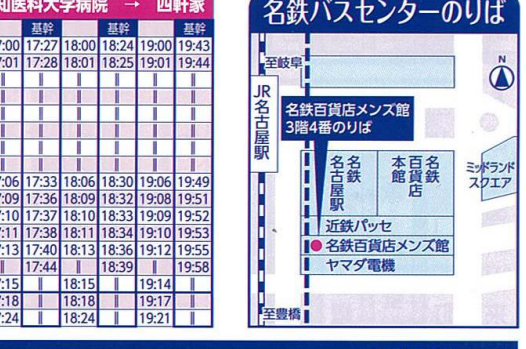 知医科大学病院 → 四軒家
基幹 基幹 基幹
:00 17:27 18:00 18:24 19:00 19:43
:01 17:28 18:01 18:25 19:01 19:44
‖ ‖ ‖ ‖ ‖ ‖
‖ ‖ ‖ ‖ ‖ ‖
‖ ‖ ‖ ‖ ‖ ‖
‖ ‖ ‖ ‖ ‖ ‖
‖ ‖ ‖ ‖ ‖ ‖
:06 17:33 18:06 18:30 19:06 19:49
:09 17:36 18:09 18:32 19:08 19:51
:10 17:37 18:10 18:33 19:09 19:52
:11 17:38 18:11 18:34 19:10 19:53
:13 17:40 18:13 18:36 19:12 19:55
‖ 17:44 ‖ 18:39 ‖ 19:58
:15 ‖ 18:15 ‖ 19:14 ‖
:18 ‖ 18:18 ‖ 19:17 ‖
:24 ‖ 18:24 ‖ 19:21 ‖
名鉄バスセンターのりば
至岐阜
N
JR名古屋駅
名鉄百貨店メンズ館
3階4番のりば
名鉄
名古屋駅
名鉄
百貨店
本館
ミッドランド
スクエア
近鉄パッセ
名鉄百貨店メンズ館
ヤマダ電機
至豊橋